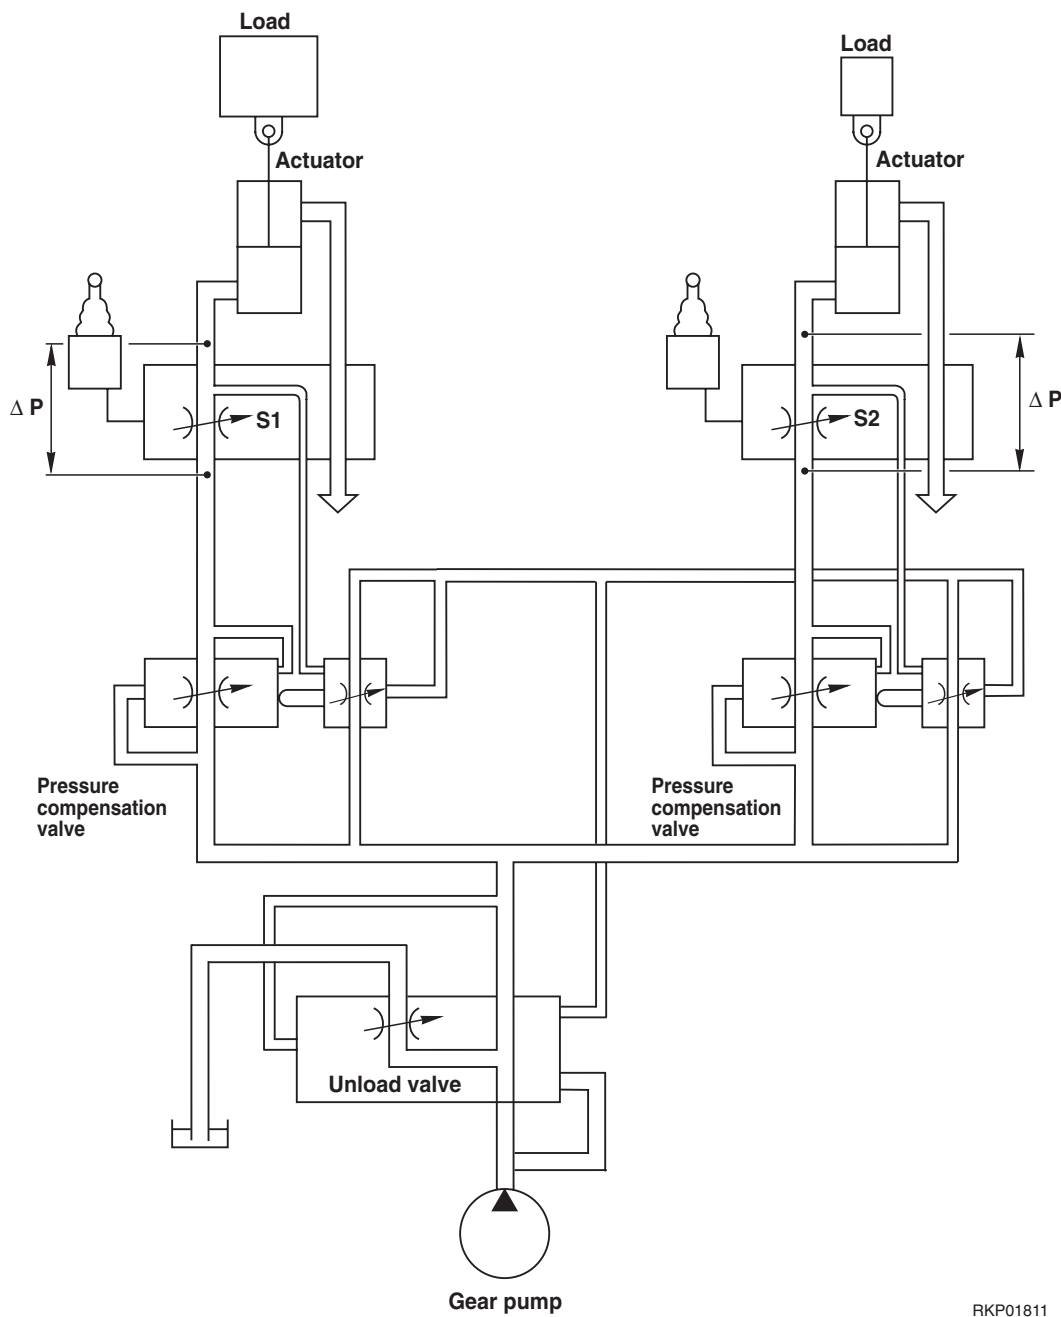 Load
Load
Actuator
Actuator
Δ P
S1
S2
Δ P
Pressure
compensation
valve
Pressure
compensation
valve
Unload valve
Gear pump
RKP01811